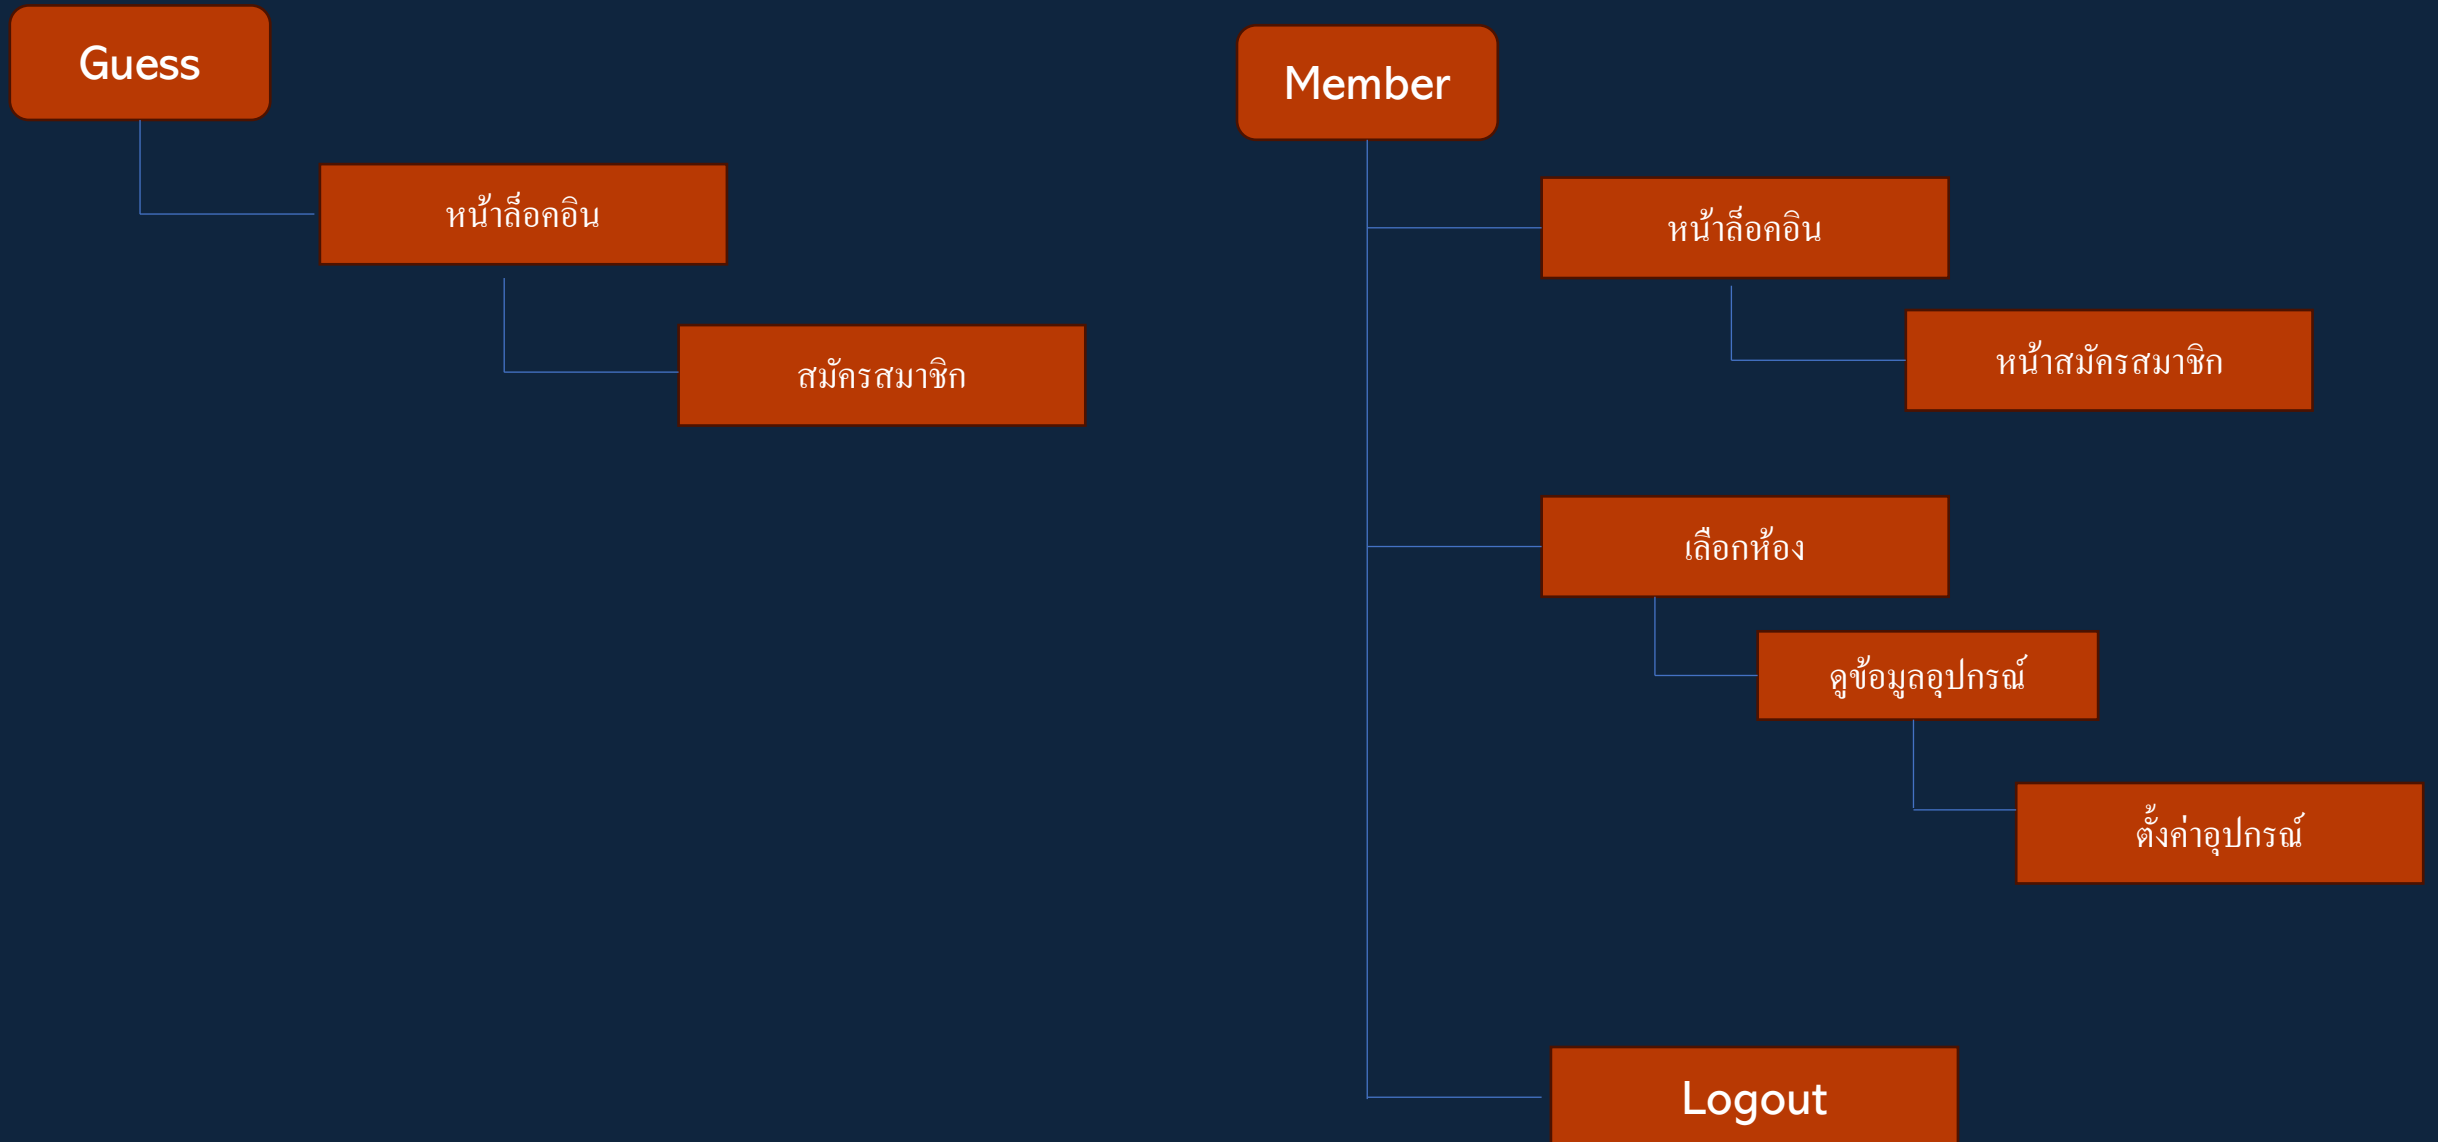 Guess
หน้าล็อคอิน
สมัครสมาชิก
Member
หน้าล็อคอิน
หน้าสมัครสมาชิก
เลือกห้อง
ดูข้อมูลอุปกรณ์
ตั้งค่าอุปกรณ์
Logout